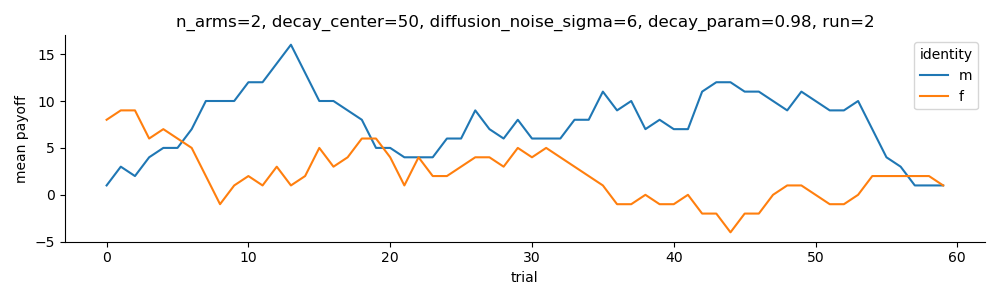 n_arms=2, decay_center=50, diffusion_noise_sigma=6, decay_param=0.98, run=2
identity
m
f
mean payoff
15
10
5
0
−5
0 10 20 30 40 50 60
trial